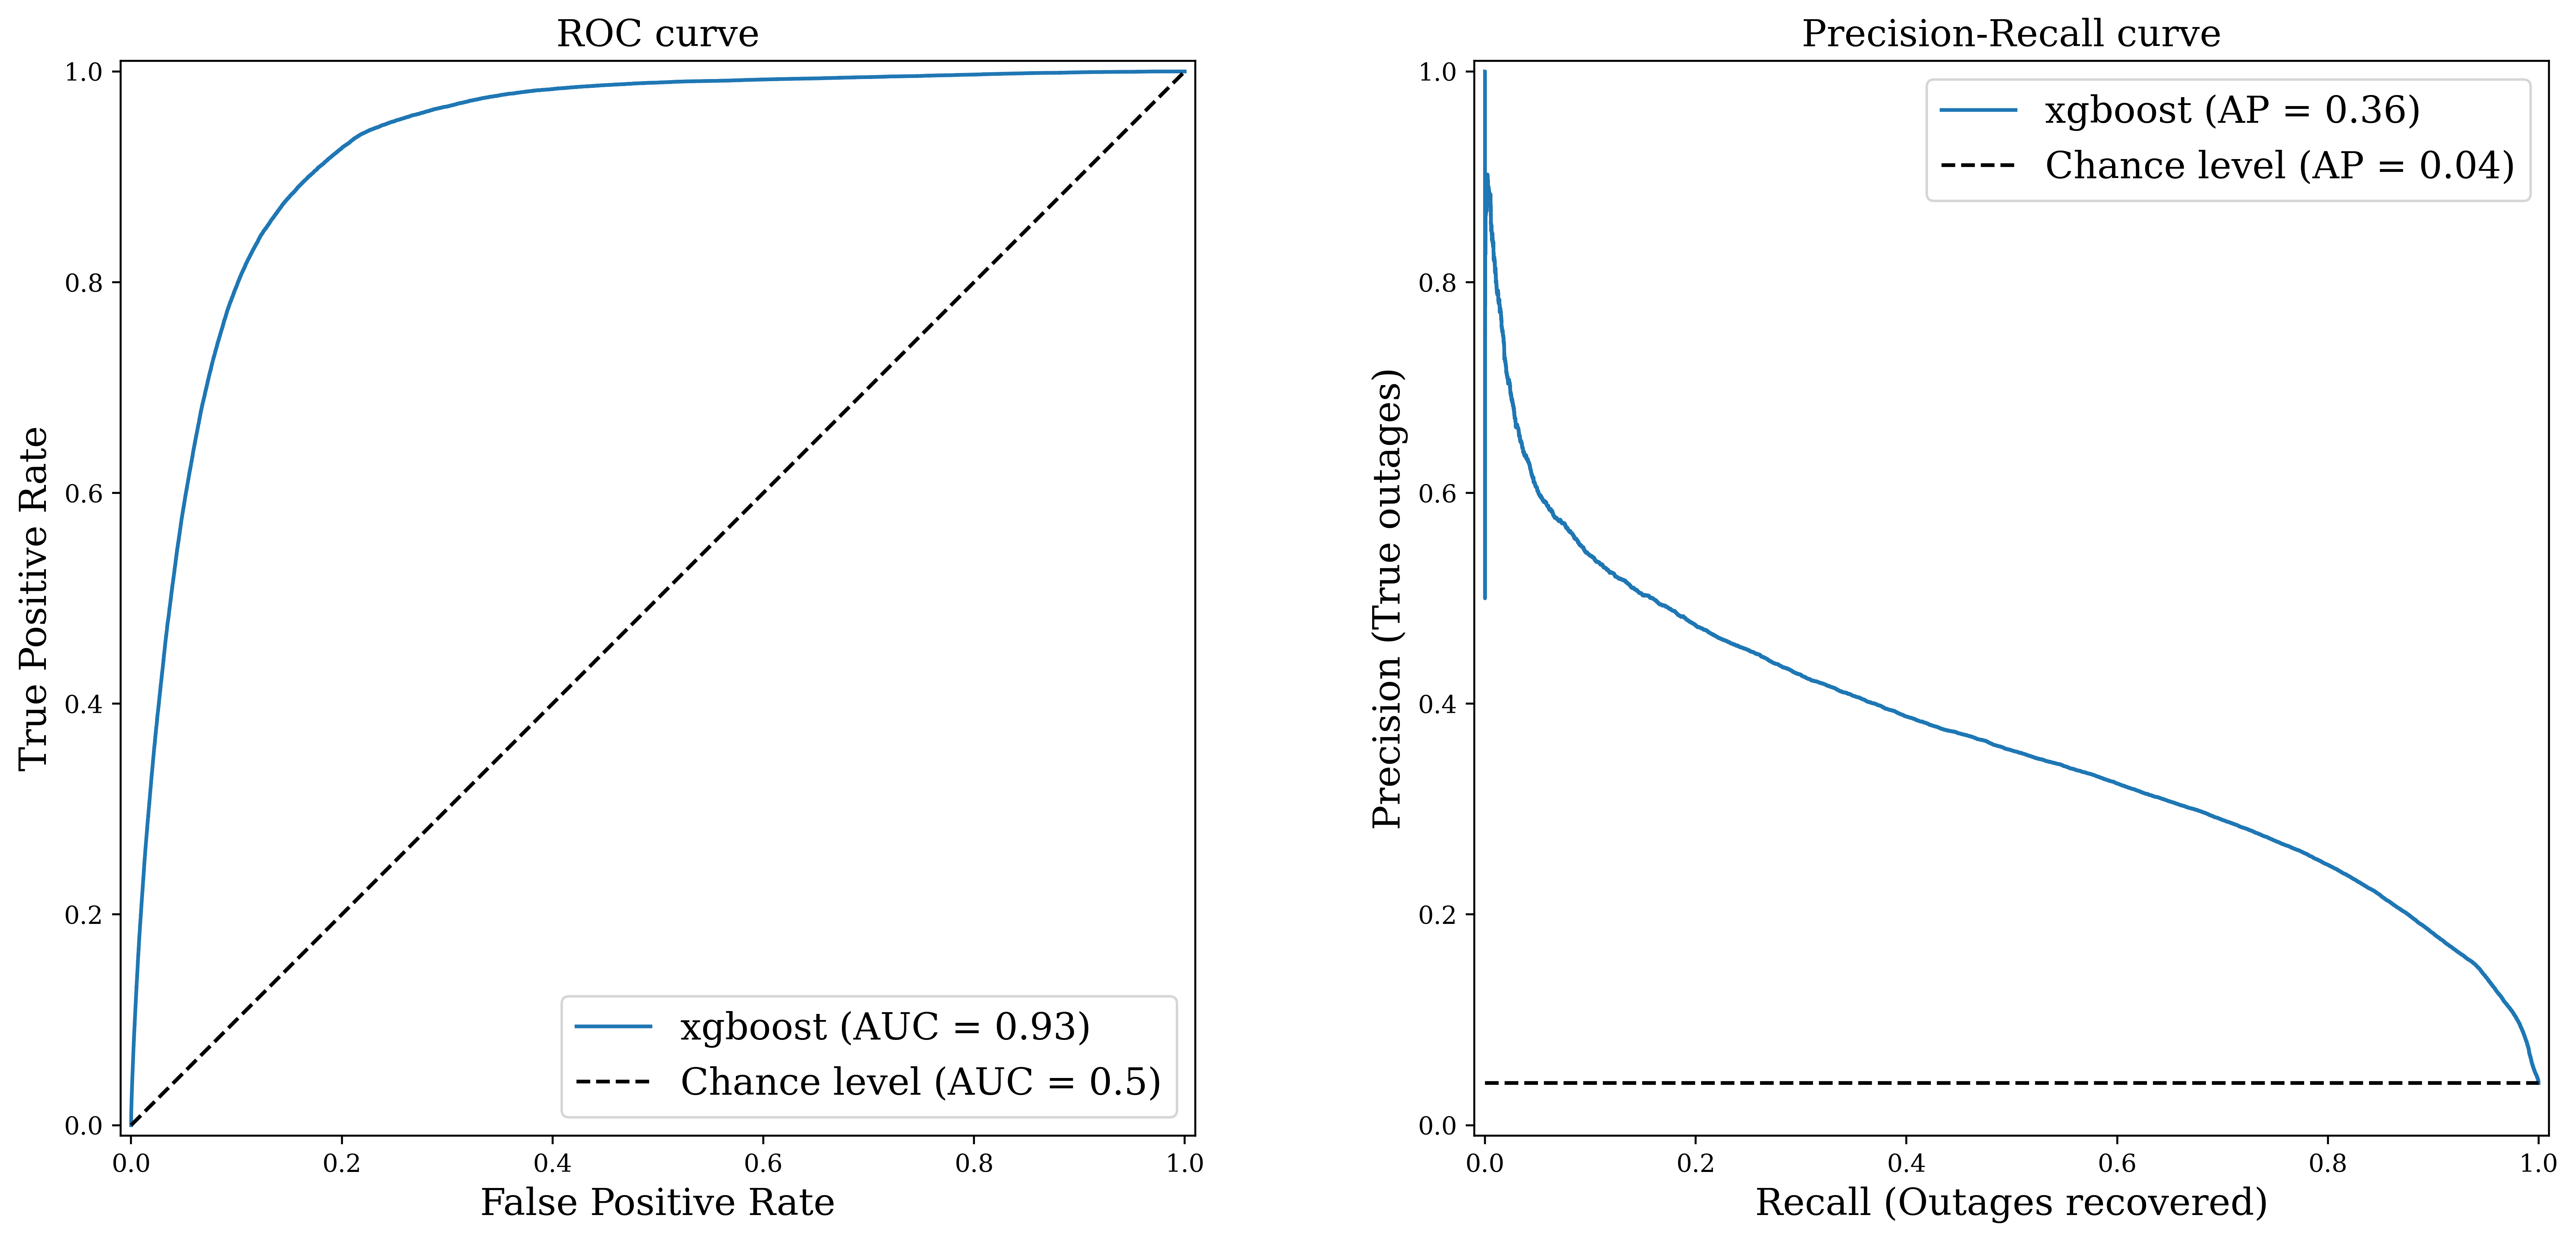 ROC curve
1.0
0.8
0.6
0.4
0.2
0.0
True Positive Rate
xgboost (AUC = 0.93)
Chance level (AUC = 0.5)
0.0 0.2 0.4 0.6 0.8 1.0
False Positive Rate
Precision-Recall curve
1.0
0.8
0.6
0.4
0.2
0.0
Precision (True outages)
xgboost (AP = 0.36)
Chance level (AP = 0.04)
0.0 0.2 0.4 0.6 0.8 1.0
Recall (Outages recovered)